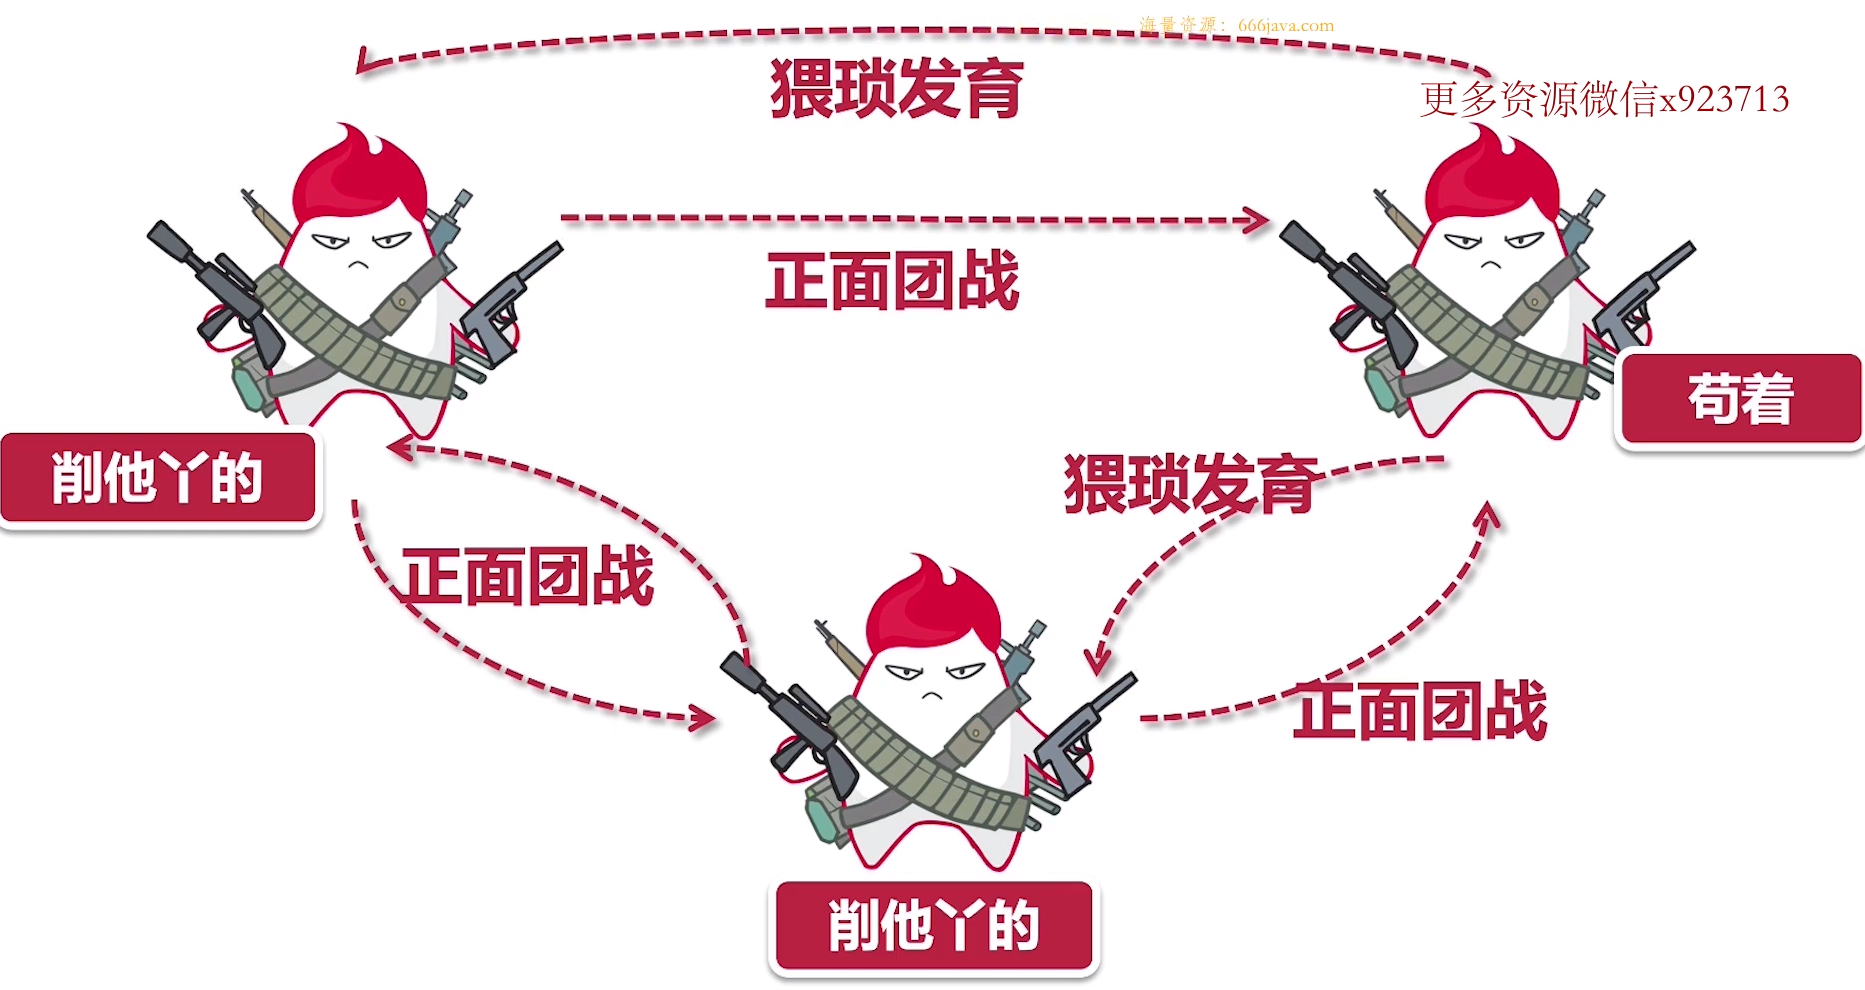 海量资源：666java.com
猥琐发育
更多资源微信x923713
正面团战
苟着
削他丫的
猥琐发育
正面团战
正面团战
削他丫的